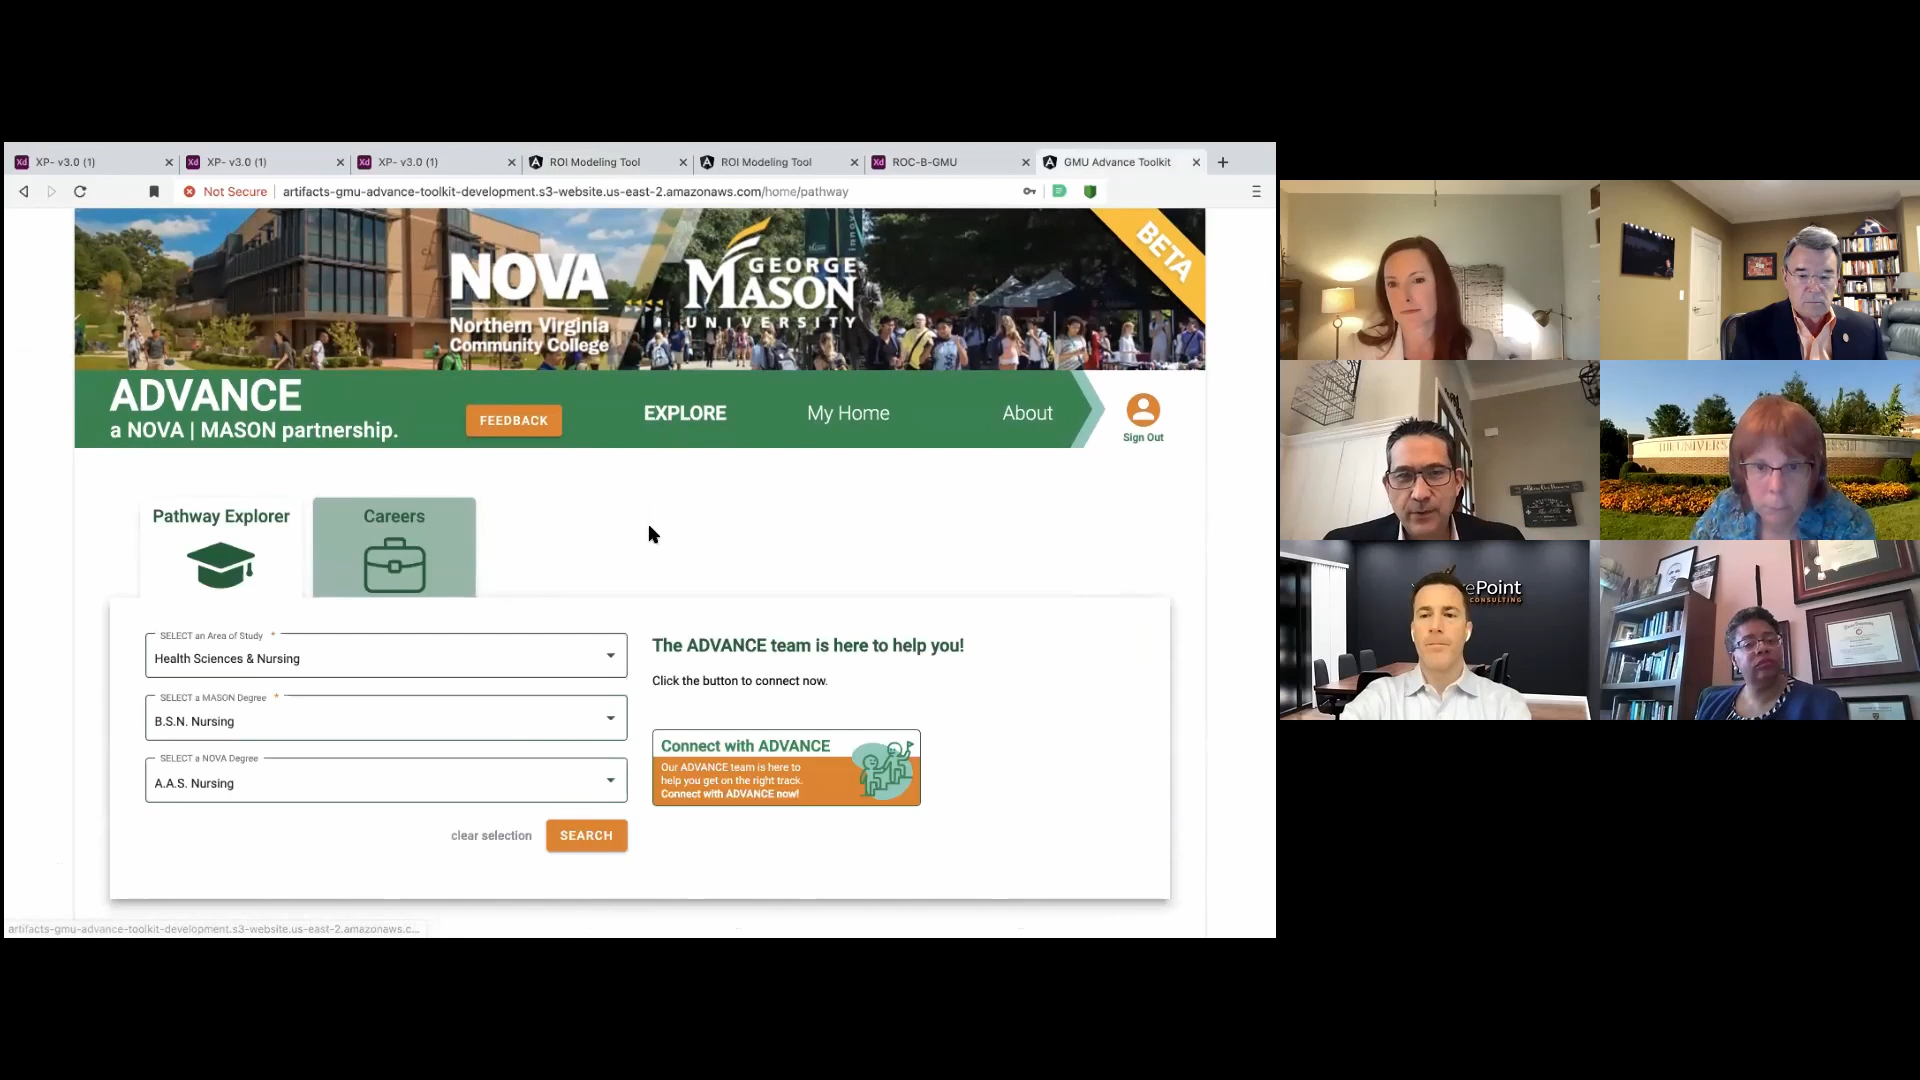 XP- v3.0 (1)
XP- v3.0 (1)
XP- v3.0 (1)
ROI Modeling Tool
ROI Modeling Tool
ROC-B-GMU
GMU Advance Toolkit
Not Secure
artifacts-gmu-advance-toolkit-development.s3-website.us-east-2.amazonaws.com/home/pathway
NOVA
Northern Virginia
Community College
GEORGE
MASON
UNIVERSITY
BETA
ADVANCE
a NOVA | MASON partnership.
FEEDBACK
EXPLORE
My Home
About
Sign Out
Pathway Explorer
Careers
SELECT an Area of Study *
Health Sciences & Nursing
SELECT a MASON Degree *
B.S.N. Nursing
SELECT a NOVA Degree
A.A.S. Nursing
clear selection
SEARCH
The ADVANCE team is here to help you!
Click the button to connect now.
Connect with ADVANCE
Our ADVANCE team is here to
help you get on the right track.
Connect with ADVANCE now!
artifacts-gmu-advance-toolkit-development.s3-website.us-east-2.amazonaws.c...
THE UNIVERS
ePoint
CONSULTING